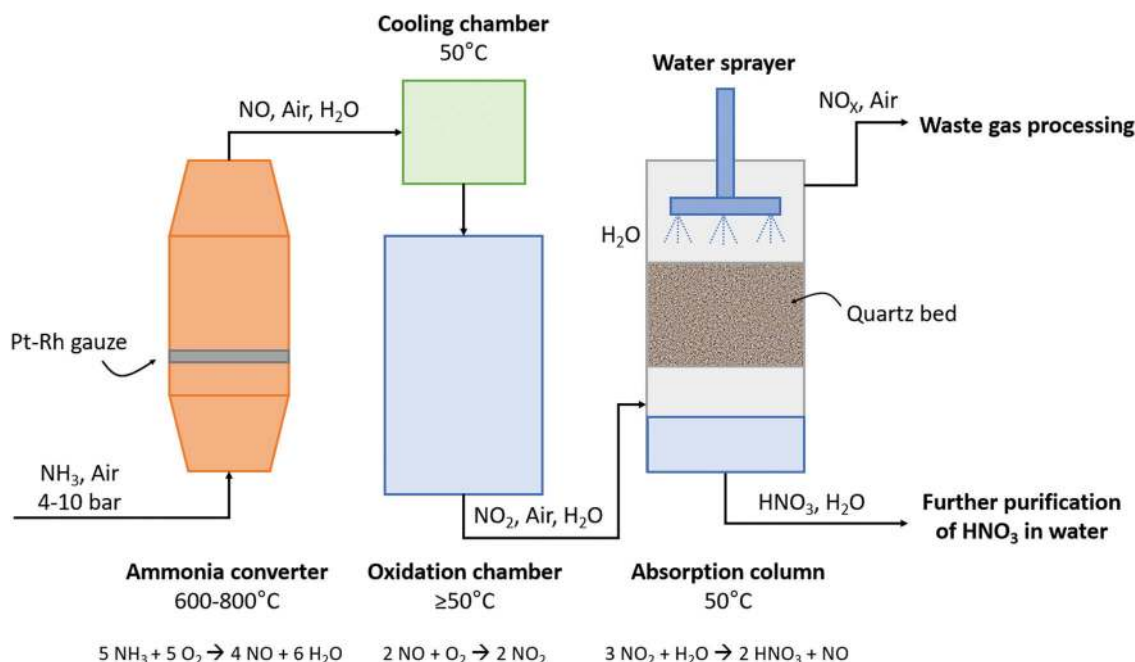 Cooling chamber
50°C
Water sprayer
NO, Air, H₂O
NOₓ, Air
Waste gas processing
H₂O
Quartz bed
Pt-Rh gauze
NH₃, Air
4-10 bar
NO₂, Air, H₂O
HNO₃, H₂O
Further purification
of HNO₃ in water
Ammonia converter
600-800°C
Oxidation chamber
≥50°C
Absorption column
50°C
5 NH₃ + 5 O₂ → 4 NO + 6 H₂O
2 NO + O₂ → 2 NO₂
3 NO₂ + H₂O → 2 HNO₃ + NO